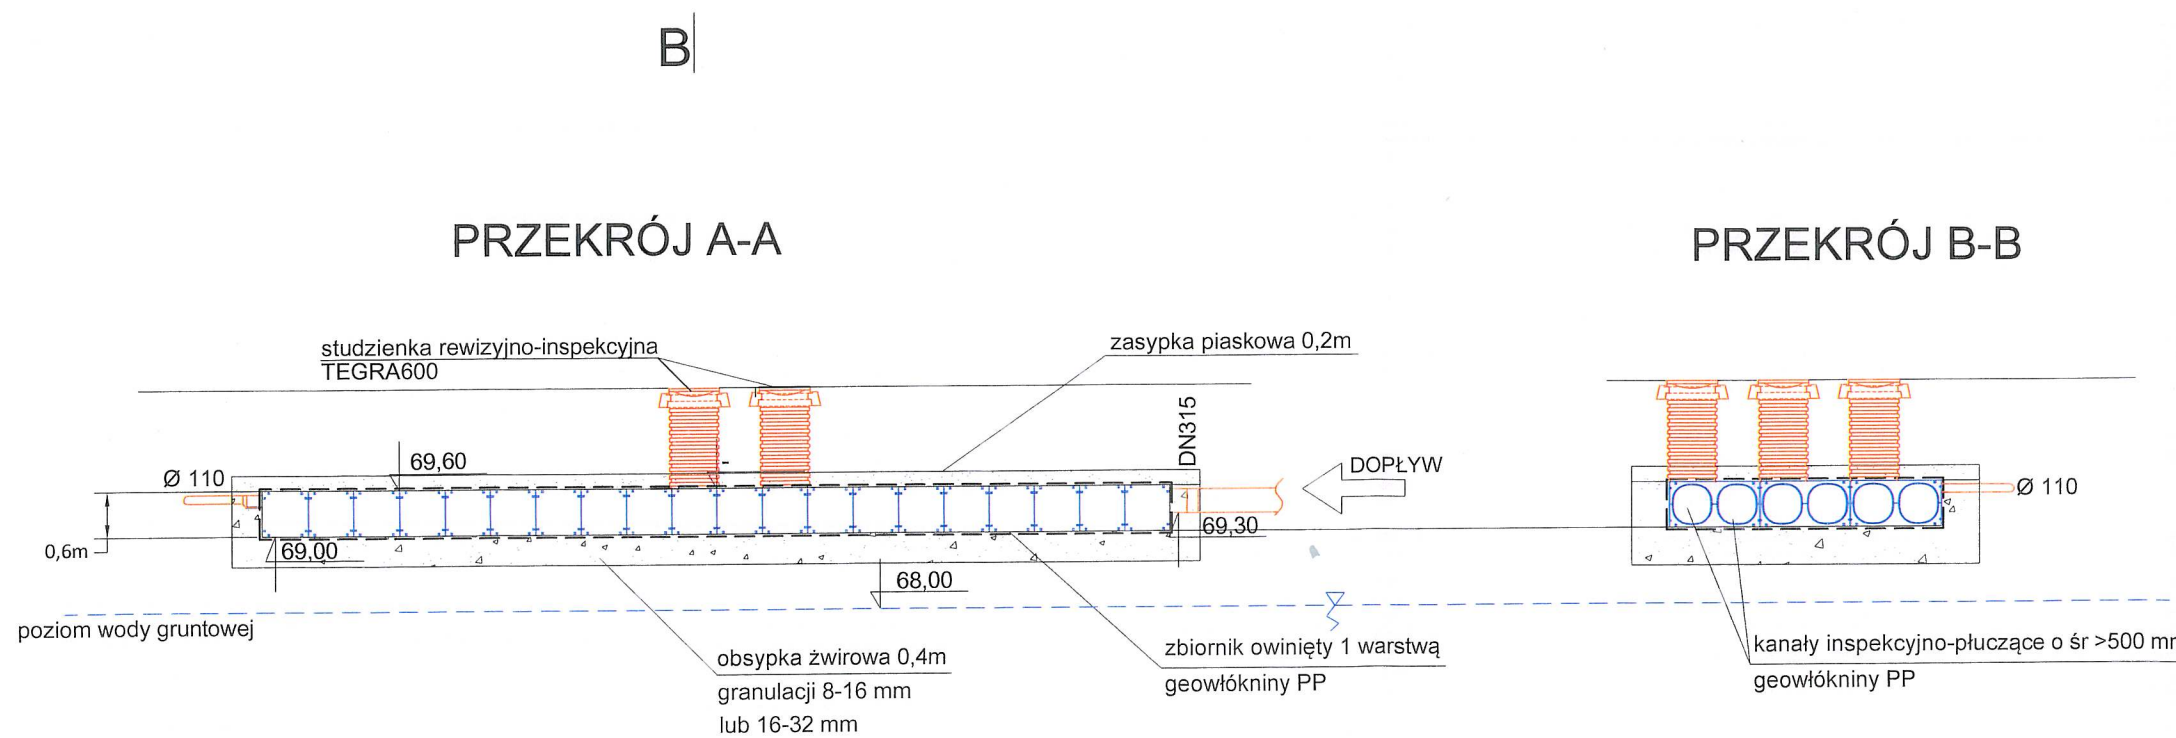 B
PRZEKRÓJ A-A
PRZEKRÓJ B-B
studzienka rewizyjno-inspekcyjna
TEGRA600
zasypka piaskowa 0,2m
DN315
69,60
DOPŁYW
Ø 110
Ø 110
69,30
0,6m
69,00
68,00
poziom wody gruntowej
obsypka żwirowa 0,4m
granulacji 8-16 mm
lub 16-32 mm
zbiornik owinięty 1 warstwą
geowłókniny PP
kanały inspekcyjno-płuczące o śr >500 mm
geowłókniny PP